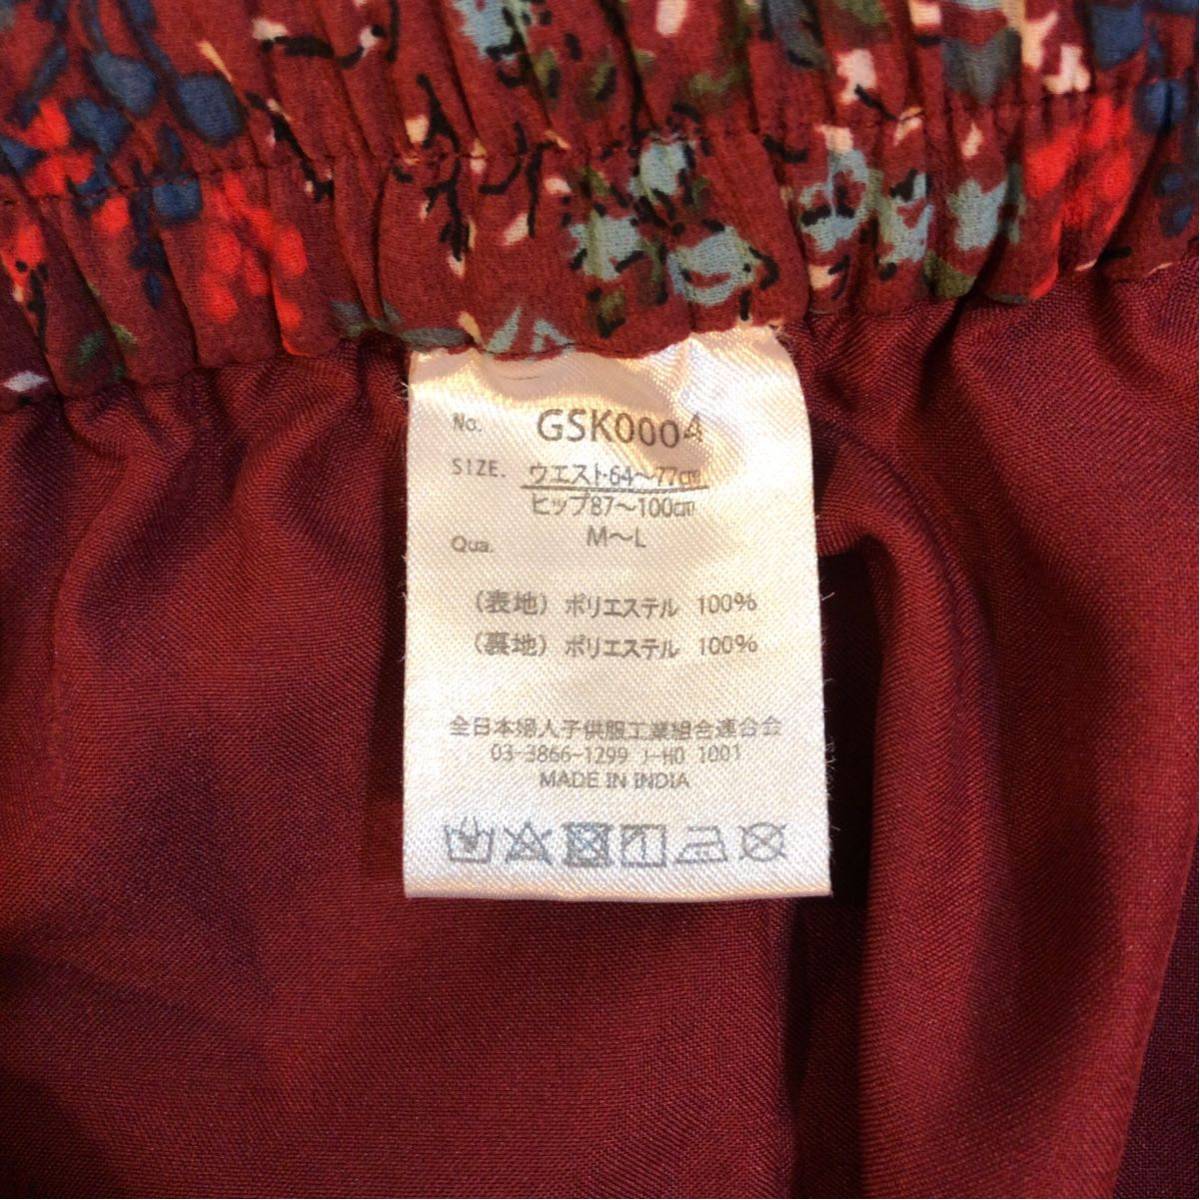 No. GSK0004
SIZE. ウエスト64〜77cm
ヒップ87〜100cm
M〜L
Qua.
（表地）ポリエステル 100%
（裏地）ポリエステル 100%
全日本婦人子供服工業組合連合会
03-3866-1299 J-HO 1001
MADE IN INDIA